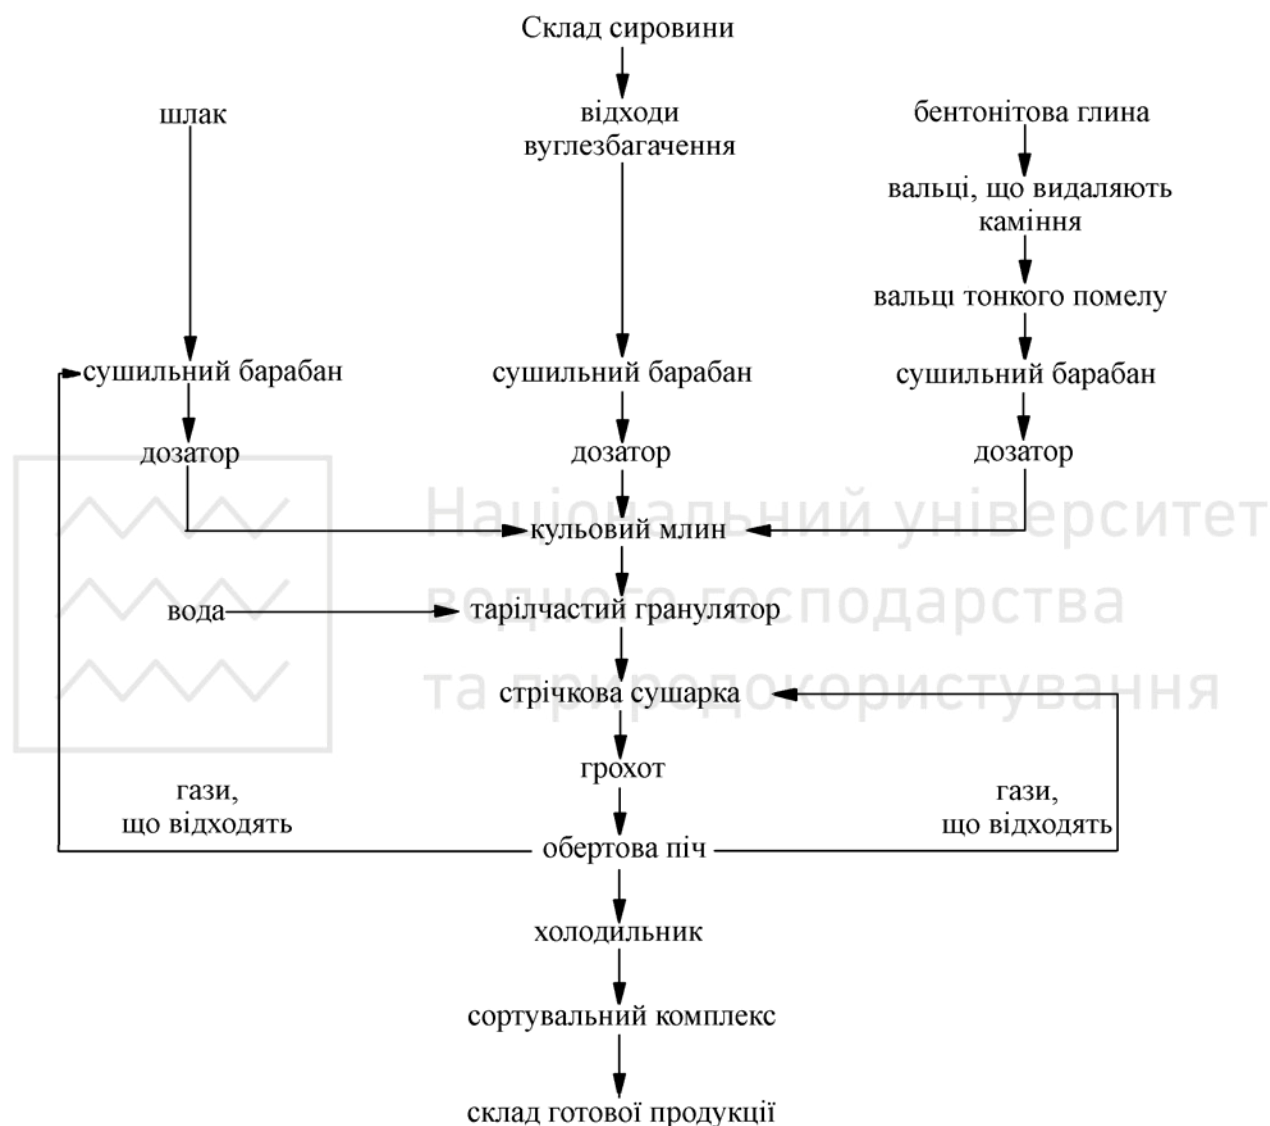 Склад сировини
шлак
відходи
вуглезбагачення
бентонітова глина
вальці, що видаляють
каміння
вальці тонкого помелу
сушильний барабан
сушильний барабан
сушильний барабан
дозатор
дозатор
дозатор
Національний університет
кульовий млин
вода
тарілчастий гранулятор
водного господарства
стрічкова сушарка
та природокористування
грохот
гази,
що відходять
гази,
що відходять
обертова піч
холодильник
сортувальний комплекс
склад готової продукції